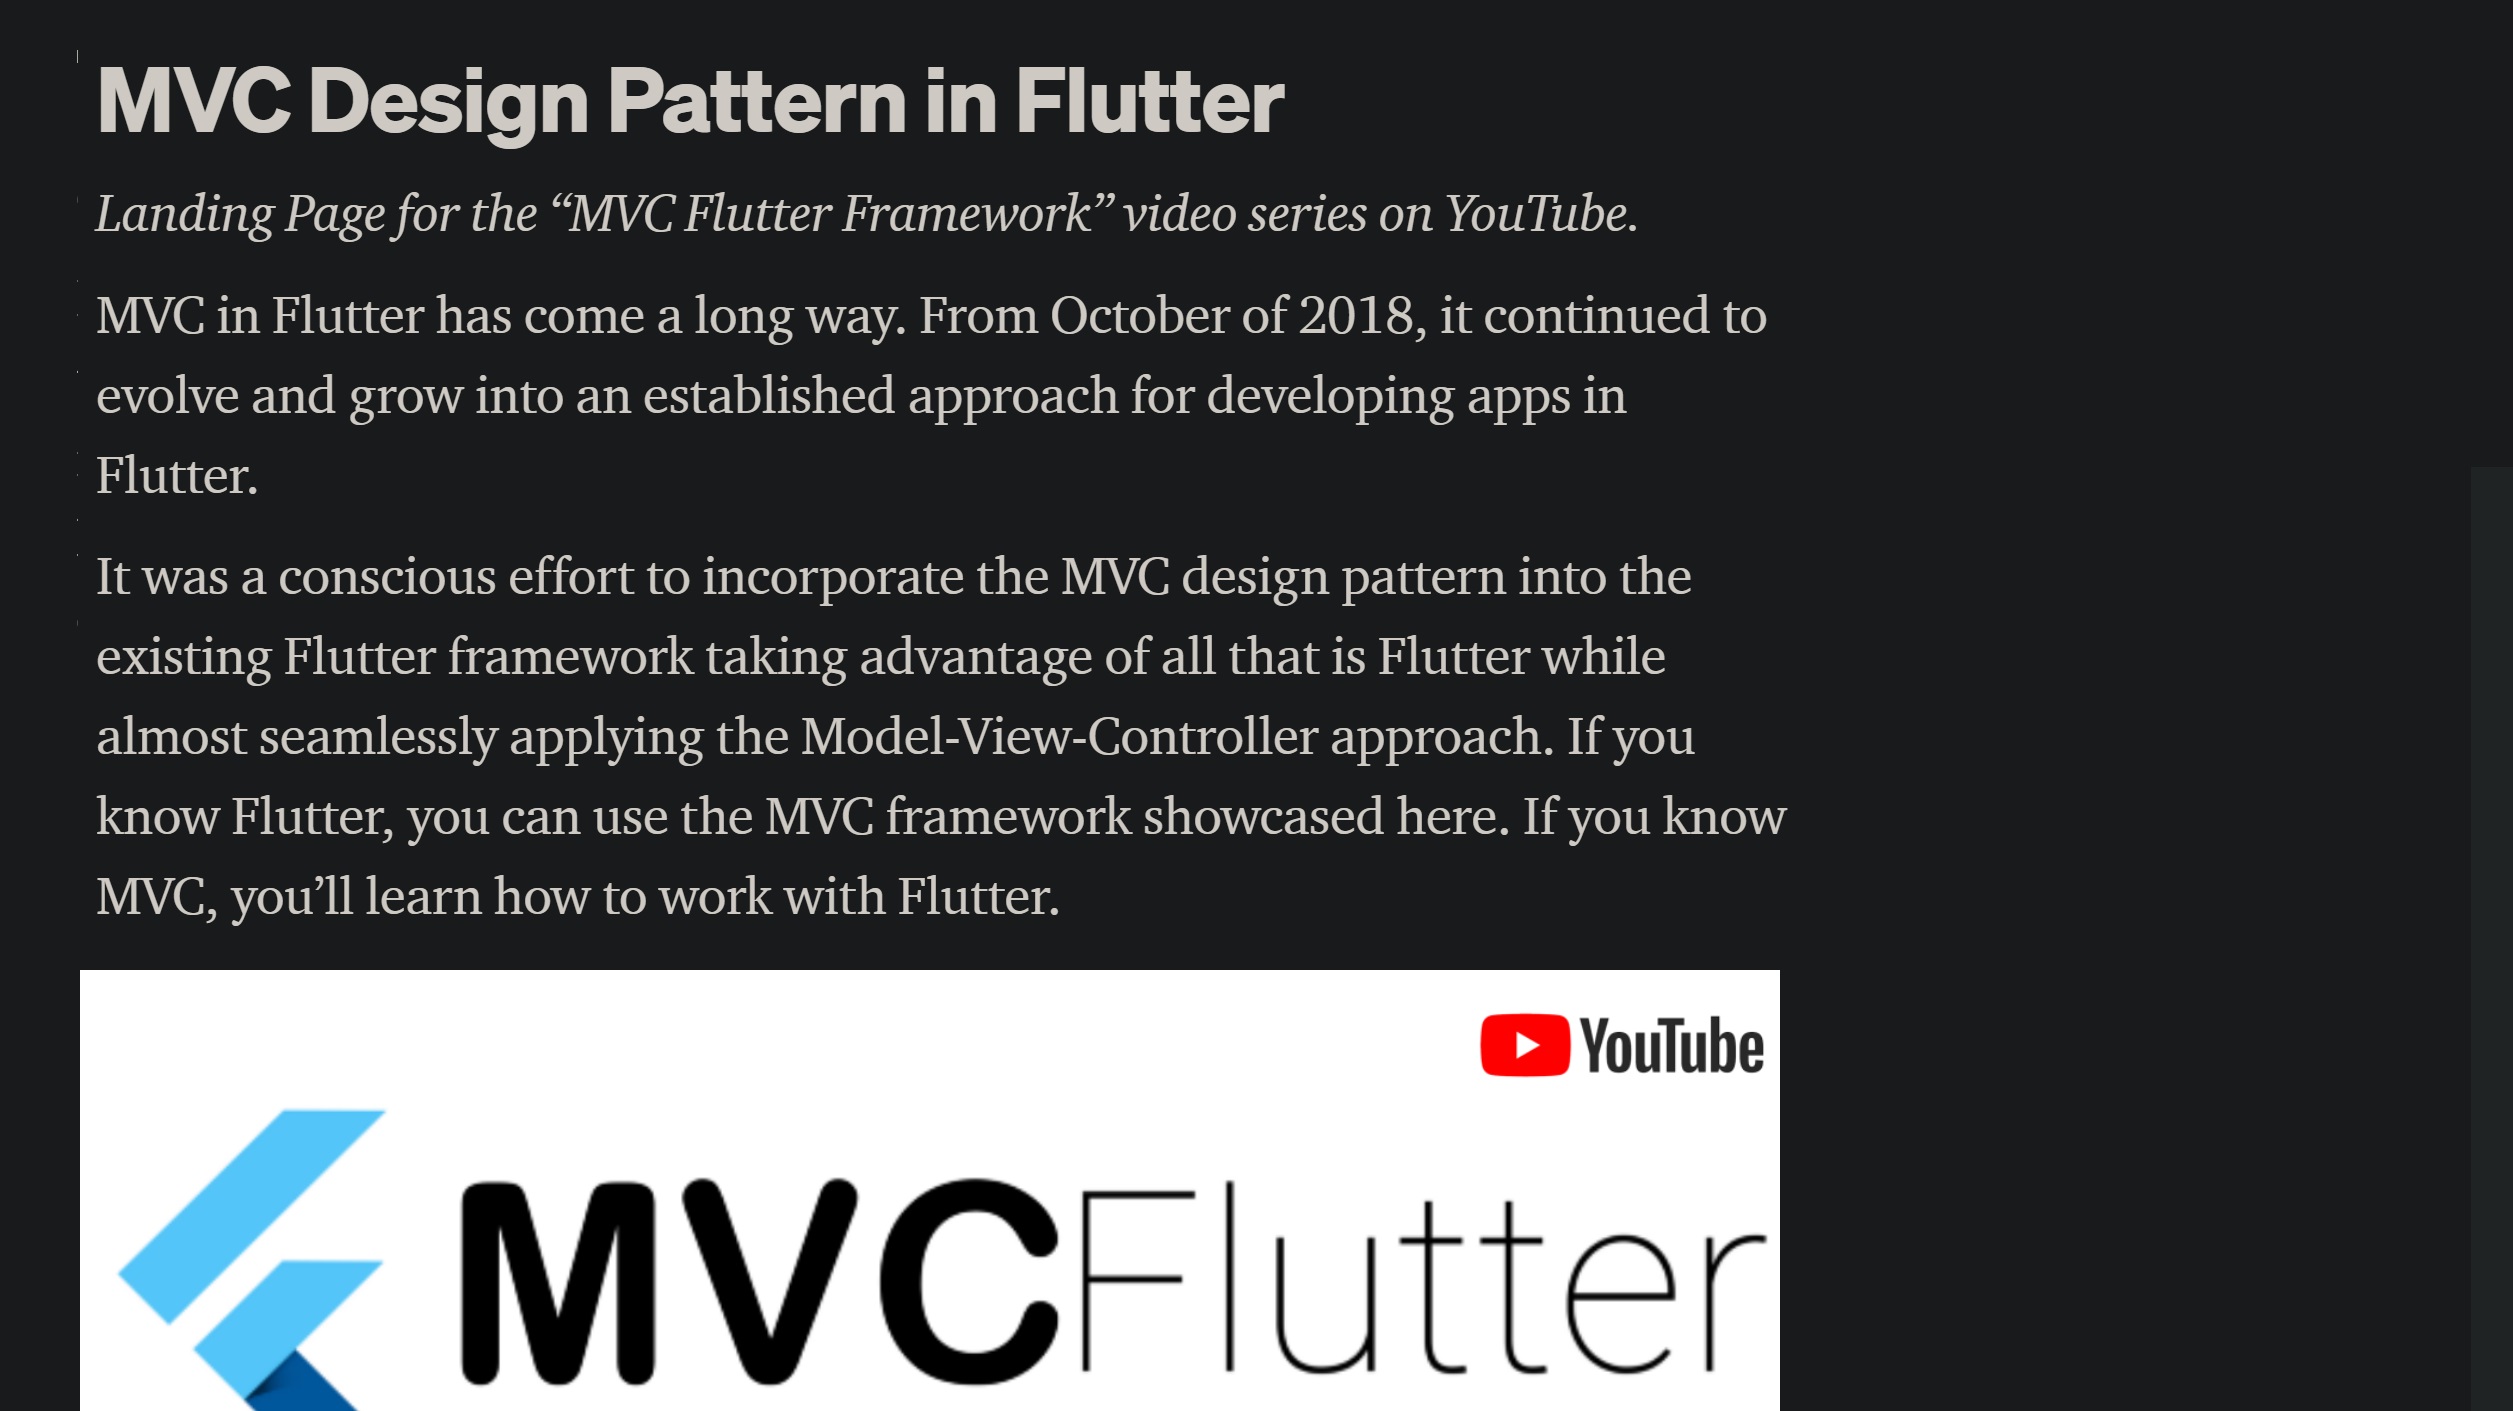 MVC Design Pattern in Flutter
Landing Page for the “MVC Flutter Framework” video series on YouTube.
MVC in Flutter has come a long way. From October of 2018, it continued to
evolve and grow into an established approach for developing apps in
Flutter.
It was a conscious effort to incorporate the MVC design pattern into the
existing Flutter framework taking advantage of all that is Flutter while
almost seamlessly applying the Model-View-Controller approach. If you
know Flutter, you can use the MVC framework showcased here. If you know
MVC, you’ll learn how to work with Flutter.
YouTube
MVCFlutter